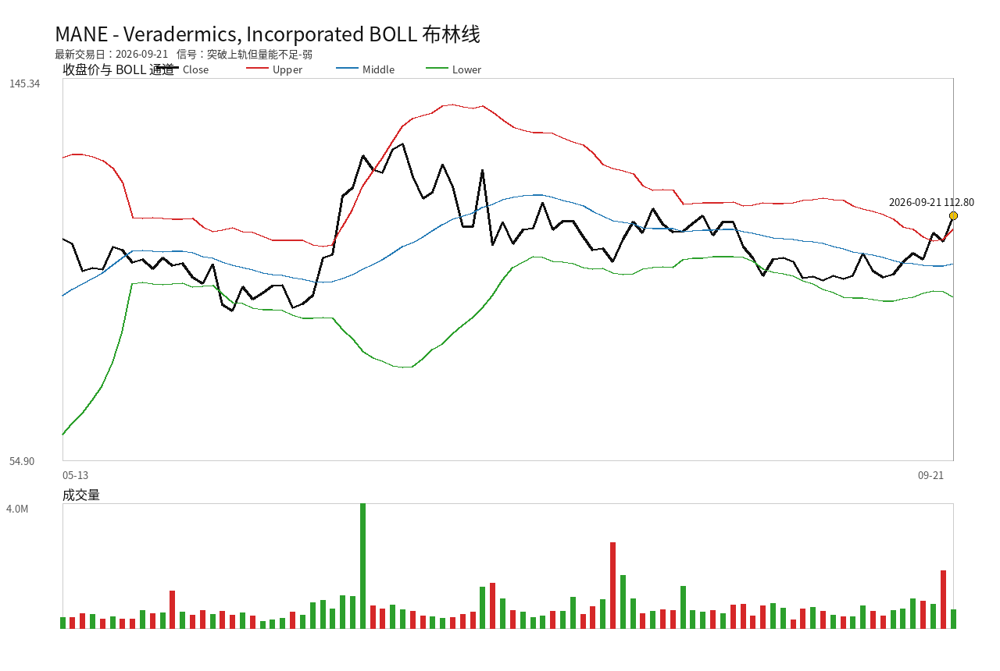 MANE - Veradermics, Incorporated BOLL 布林线
最新交易日：2026-09-21 信号：突破上轨但量能不足-弱
收盘价与 BOLL 通道 Close Upper Middle Lower
145.34
2026-09-21 112.80
54.90
05-13 09-21
成交量
4.0M